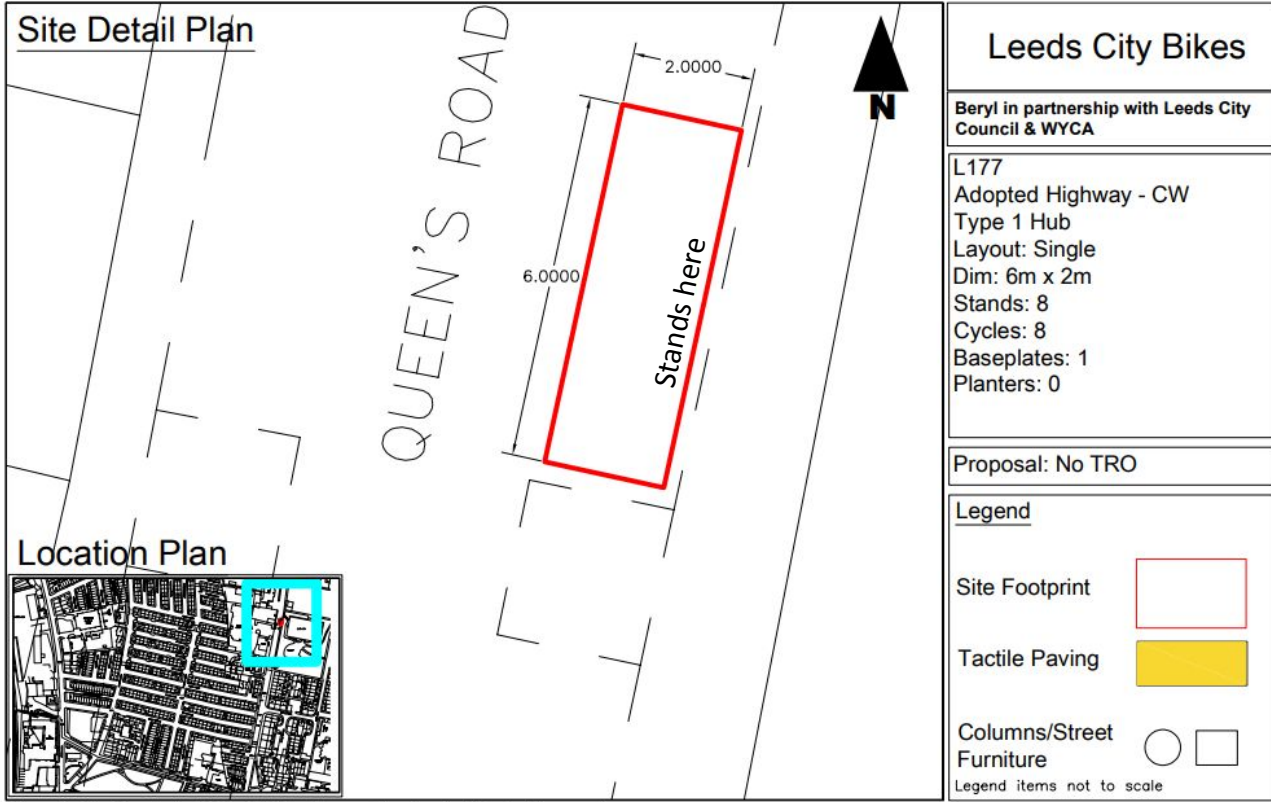 Site Detail Plan
2.0000
N
6.0000
QUEEN'S ROAD
Stands here
Location Plan
Leeds City Bikes
Beryl in partnership with Leeds City
Council & WYCA
L177
Adopted Highway - CW
Type 1 Hub
Layout: Single
Dim: 6m x 2m
Stands: 8
Cycles: 8
Baseplates: 1
Planters: 0
Proposal: No TRO
Legend
Site Footprint
Tactile Paving
Columns/Street
Furniture
Legend items not to scale